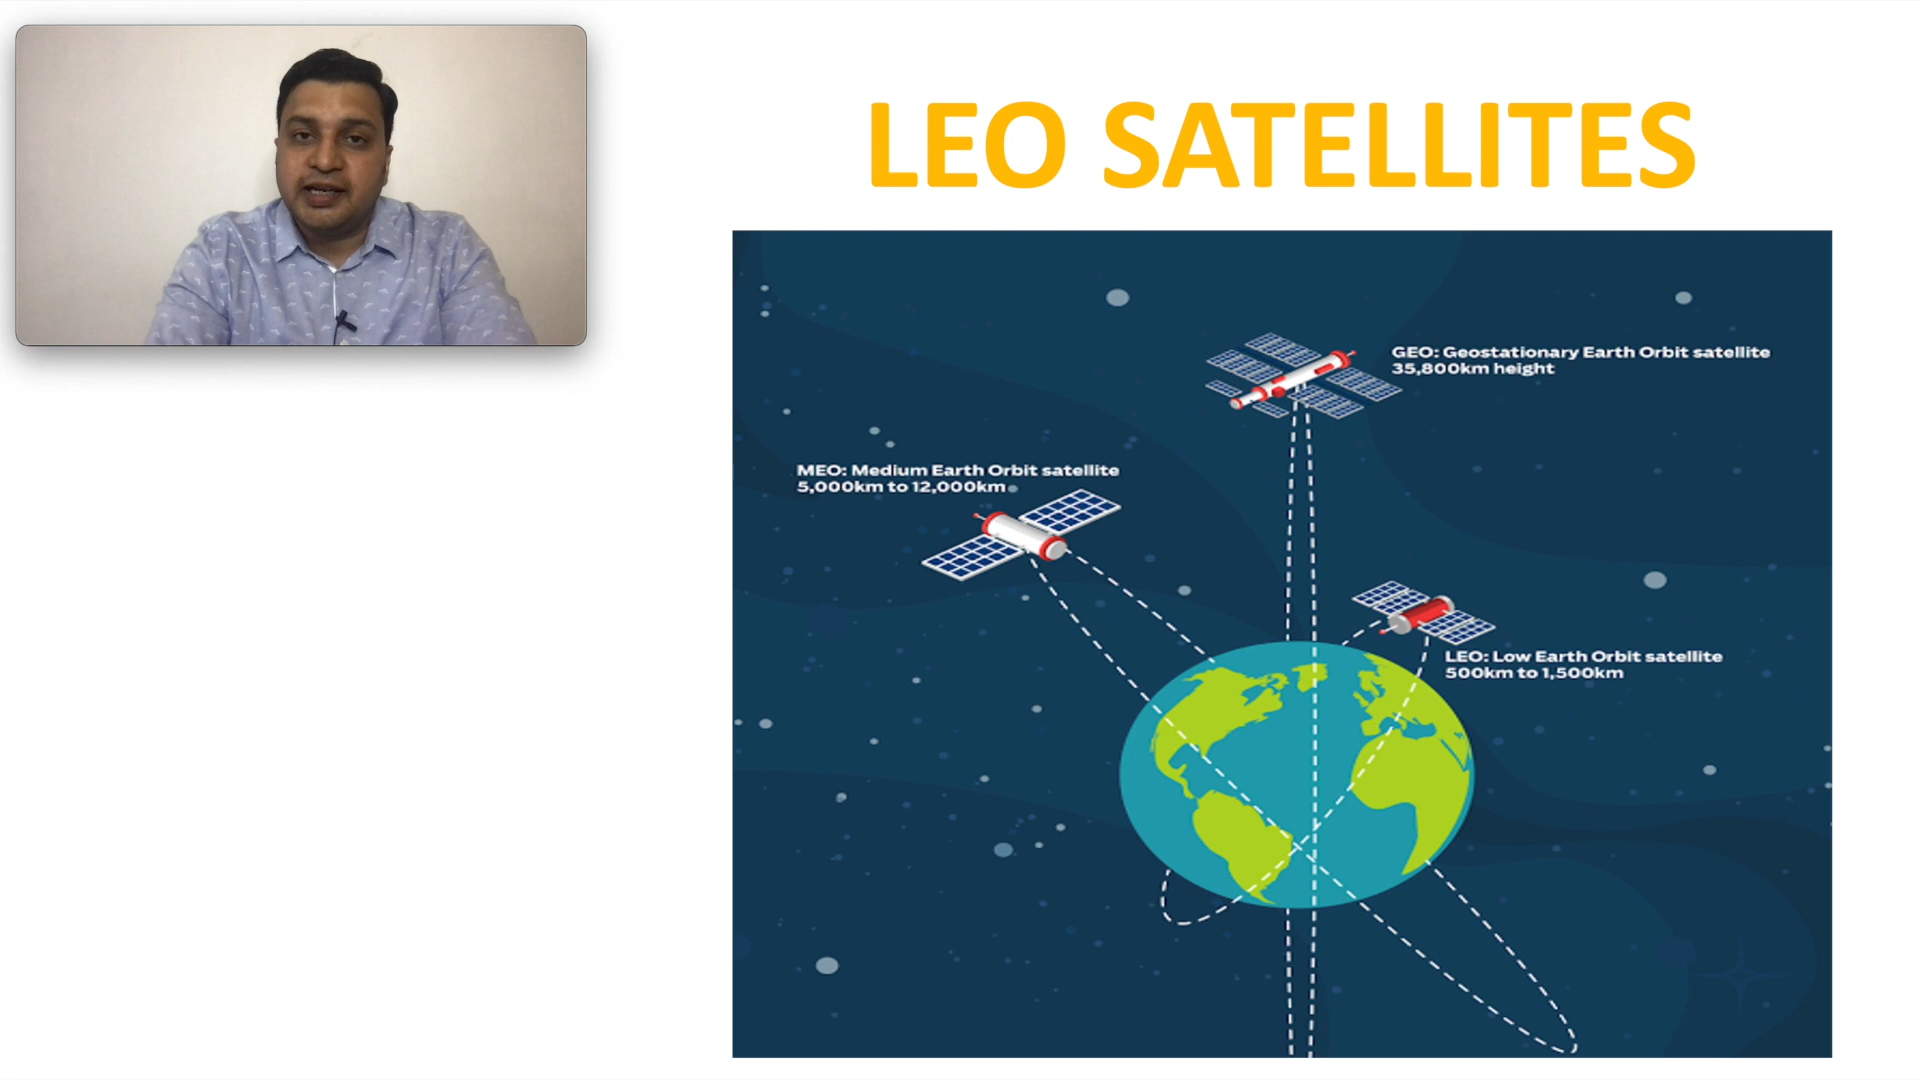 LEO SATELLITES
GEO: Geostationary Earth Orbit satellite
35,800km height
MEO: Medium Earth Orbit satellite
5,000km to 12,000km
LEO: Low Earth Orbit satellite
500km to 1,500km